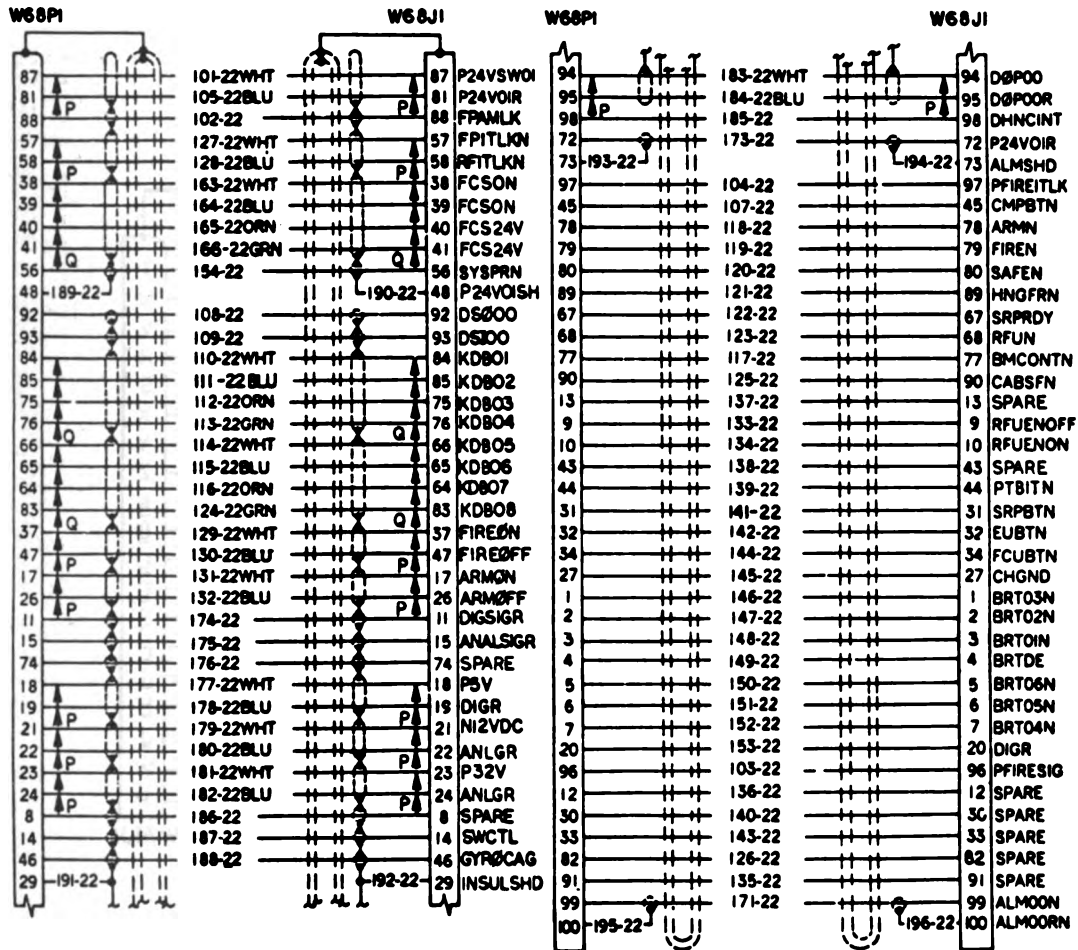 W68P1 W68J1 W68P1 W68J1
87 101-22WHT 87 P24VSW01
81 105-22BLU 81 P24V01R
P P
88 102-22 88 FPAMLK
57 127-22WHT 57 FPITLKN
58 128-22BLU 58 RFITLKN
P P
38 163-22WHT 38 FCSON
39 164-22BLU 39 FCSON
40 165-22ORN 40 FCS24V
41 166-22GRN 41 FCS24V
Q Q
56 154-22 56 SYSPRN
48 189-22 190-22 48 P24V01SH
92 108-22 92 DSØ00
93 109-22 93 DSI00
84 110-22WHT 84 KDB01
85 111-22BLU 85 KDB02
75 112-22ORN 75 KDB03
76 113-22GRN 76 KDB04
Q Q
66 114-22WHT 66 KDB05
65 115-22BLU 65 KDB06
64 116-22ORN 64 KDB07
83 124-22GRN 83 KDB08
Q Q
37 129-22WHT 37 FIREØN
47 130-22BLU 47 FIREØFF
P P
17 131-22WHT 17 ARMØN
26 132-22BLU 26 ARMØFF
P P
11 174-22 11 DIGSIGR
15 175-22 15 ANALSIGR
74 176-22 74 SPARE
18 177-22WHT 18 P5V
19 178-22BLU 19 DIGR
P P
21 179-22WHT 21 N12VDC
22 180-22BLU 22 ANLGR
P P
23 181-22WHT 23 P32V
24 182-22BLU 24 ANLGR
P P
8 186-22 8 SPARE
14 187-22 14 SWCTL
46 188-22 46 GYRØCAG
29 191-22 192-22 29 INSULSHD
94 183-22WHT 94 DØP00
95 184-22BLU 95 DØP00R
P P
98 185-22 98 DHNCINT
72 173-22 72 P24V01R
73 193-22 194-22 73 ALMSHD
97 104-22 97 PFIREITLK
45 107-22 45 CMPBTN
78 118-22 78 ARMN
79 119-22 79 FIREN
80 120-22 80 SAFEN
89 121-22 89 HNGFRN
67 122-22 67 SRPRDY
68 123-22 68 RFUN
77 117-22 77 BMCONTN
90 125-22 90 CABSFN
13 137-22 13 SPARE
9 133-22 9 RFUENOFF
10 134-22 10 RFUENON
43 138-22 43 SPARE
44 139-22 44 PTBITN
31 141-22 31 SRPBTN
32 142-22 32 EUBTN
34 144-22 34 FCUBTN
27 145-22 27 CHGND
1 146-22 1 BRT03N
2 147-22 2 BRT02N
3 148-22 3 BRT01N
4 149-22 4 BRTDE
5 150-22 5 BRT06N
6 151-22 6 BRT05N
7 152-22 7 BRT04N
20 153-22 20 DIGR
96 103-22 96 PFIRESIG
12 136-22 12 SPARE
30 140-22 30 SPARE
33 143-22 33 SPARE
82 126-22 82 SPARE
91 135-22 91 SPARE
99 171-22 99 ALM00N
100 195-22 196-22 100 ALM00RN